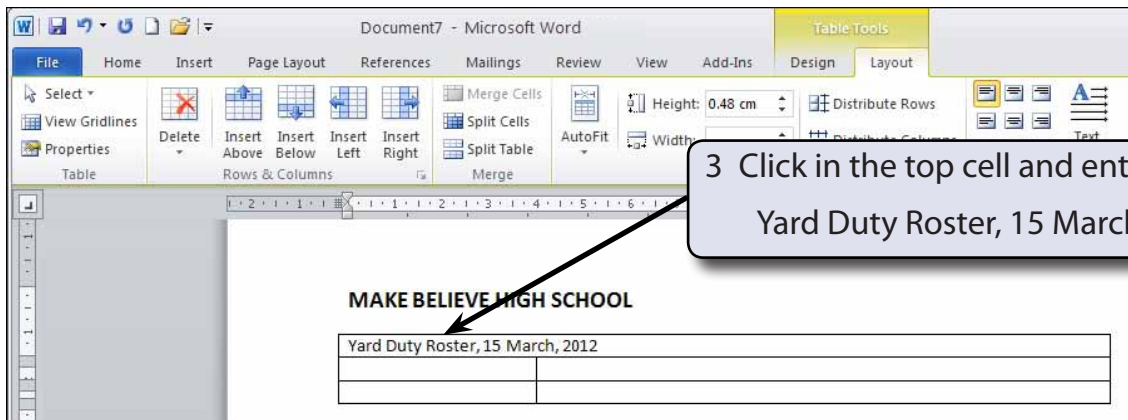 Document7 - Microsoft Word
Table Tools
File Home Insert Page Layout References Mailings Review View Add-Ins Design Layout
Select
View Gridlines
Properties
Delete
Insert Above
Insert Below
Insert Left
Insert Right
Merge Cells
Split Cells
Split Table
AutoFit
Height: 0.48 cm
Width:
Distribute Rows
Distribute Columns
Text
Table
Rows & Columns
Merge
3 Click in the top cell and ent
Yard Duty Roster, 15 March
MAKE BELIEVE HIGH SCHOOL
Yard Duty Roster, 15 March, 2012